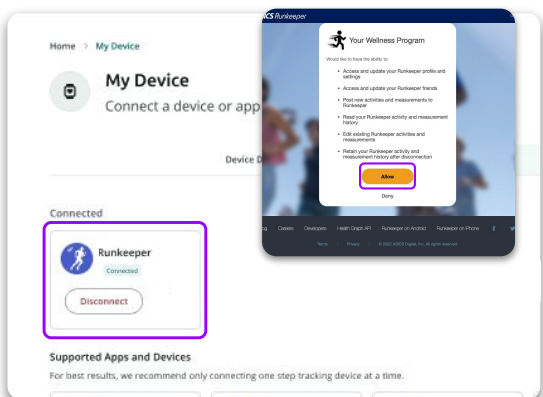 Home > My Device
My Device
Connect a device or app
Device D
Connected
Runkeeper
Connected
Disconnect
Supported Apps and Devices
For best results, we recommend only connecting one step tracking device at a time.
ICS Runkeeper
Your Wellness Program
Would like to have the ability to:
• Access and update your Runkeeper profile and
settings
• Access and update your Runkeeper friends
• Post new activities and measurements to
Runkeeper
• Read your Runkeeper activity and measurement
history
• Edit existing Runkeeper activities and
measurements
• Retain your Runkeeper activity and
measurement history after disconnection
Allow
Deny
og Careers Developers Health Graph API Runkeeper on Android Runkeeper on iPhone
Terms Privacy © 2022 ASICS Digital, Inc. All rights reserved